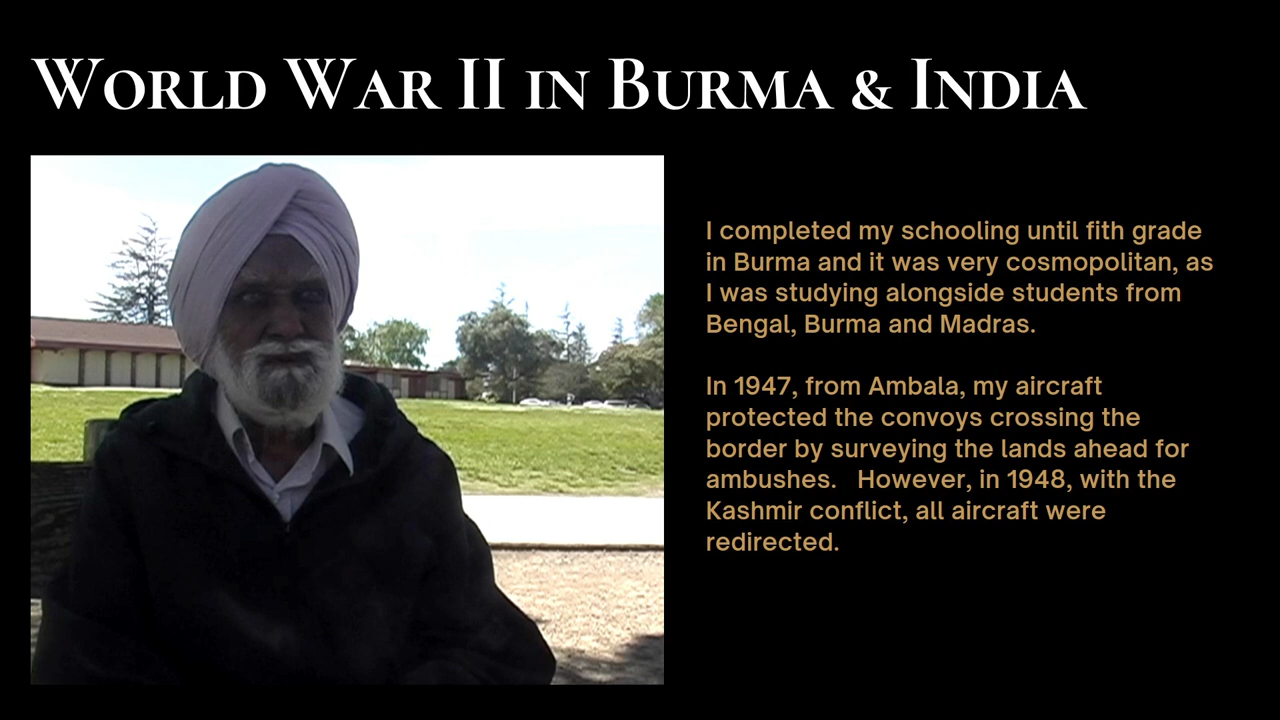 World War II in Burma & India
I completed my schooling until fith grade
in Burma and it was very cosmopolitan, as
I was studying alongside students from
Bengal, Burma and Madras.
In 1947, from Ambala, my aircraft
protected the convoys crossing the
border by surveying the lands ahead for
ambushes.   However, in 1948, with the
Kashmir conflict, all aircraft were
redirected.